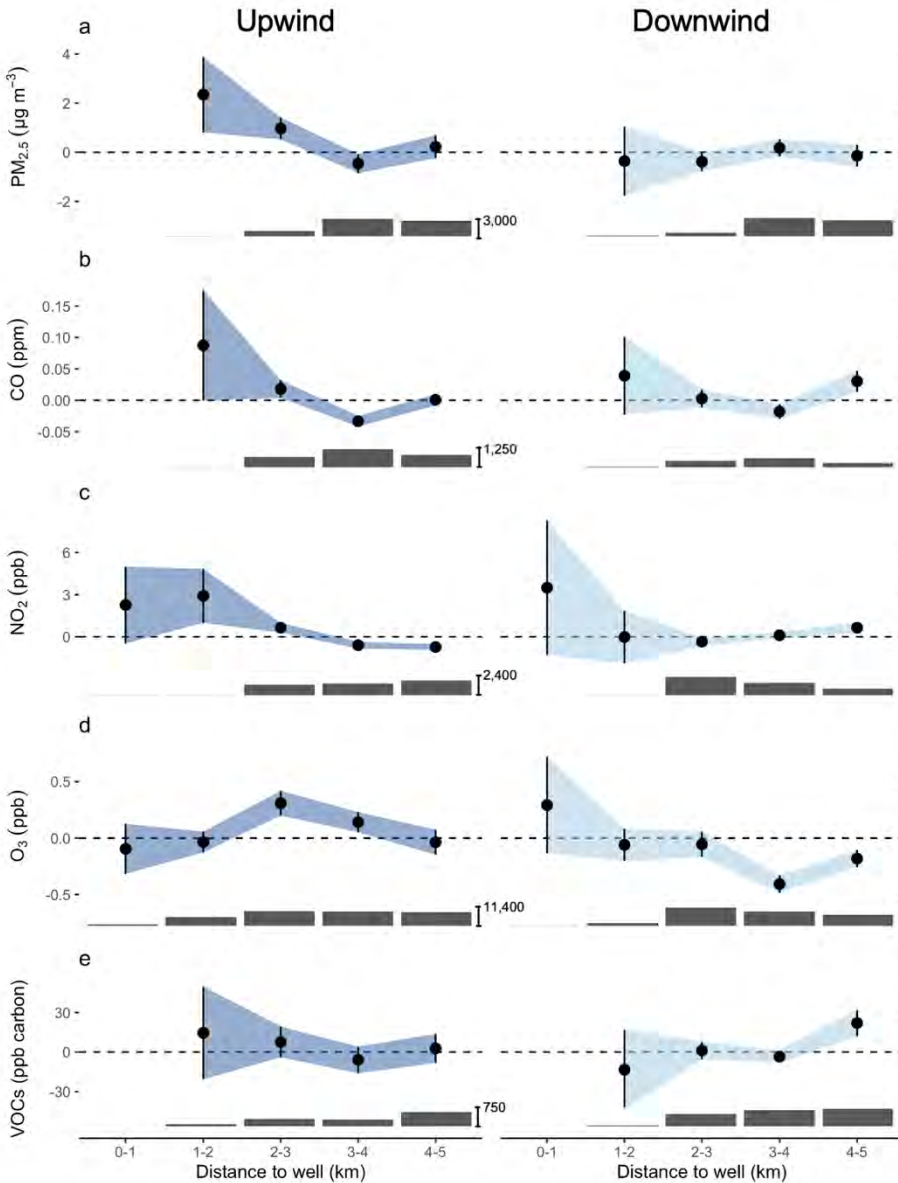 Upwind
Downwind
a
PM2.5 (µg m−3)
4
2
0
-2
3,000
b
CO (ppm)
0.15
0.10
0.05
0.00
-0.05
1,250
c
NO2 (ppb)
6
3
0
2,400
d
O3 (ppb)
0.5
0.0
-0.5
11,400
e
VOCs (ppb carbon)
30
0
-30
750
0-1 1-2 2-3 3-4 4-5
0-1 1-2 2-3 3-4 4-5
Distance to well (km)
Distance to well (km)